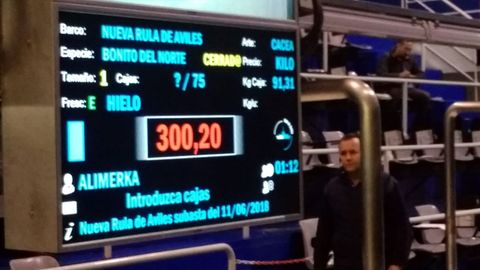 Barco: NUEVA RULA DE AVILES Arte: CACEA
Especie: BONITO DEL NORTE CERRADO Precio: KILO
Tamaño: 1 Cajas: ?/75 Kg Caja: 91,31
Fresc: E HIELO Kgix:
300,20
01:12
ALIMERKA
Introduzca cajas
Nueva Rula de Aviles subasta del 11/06/2018